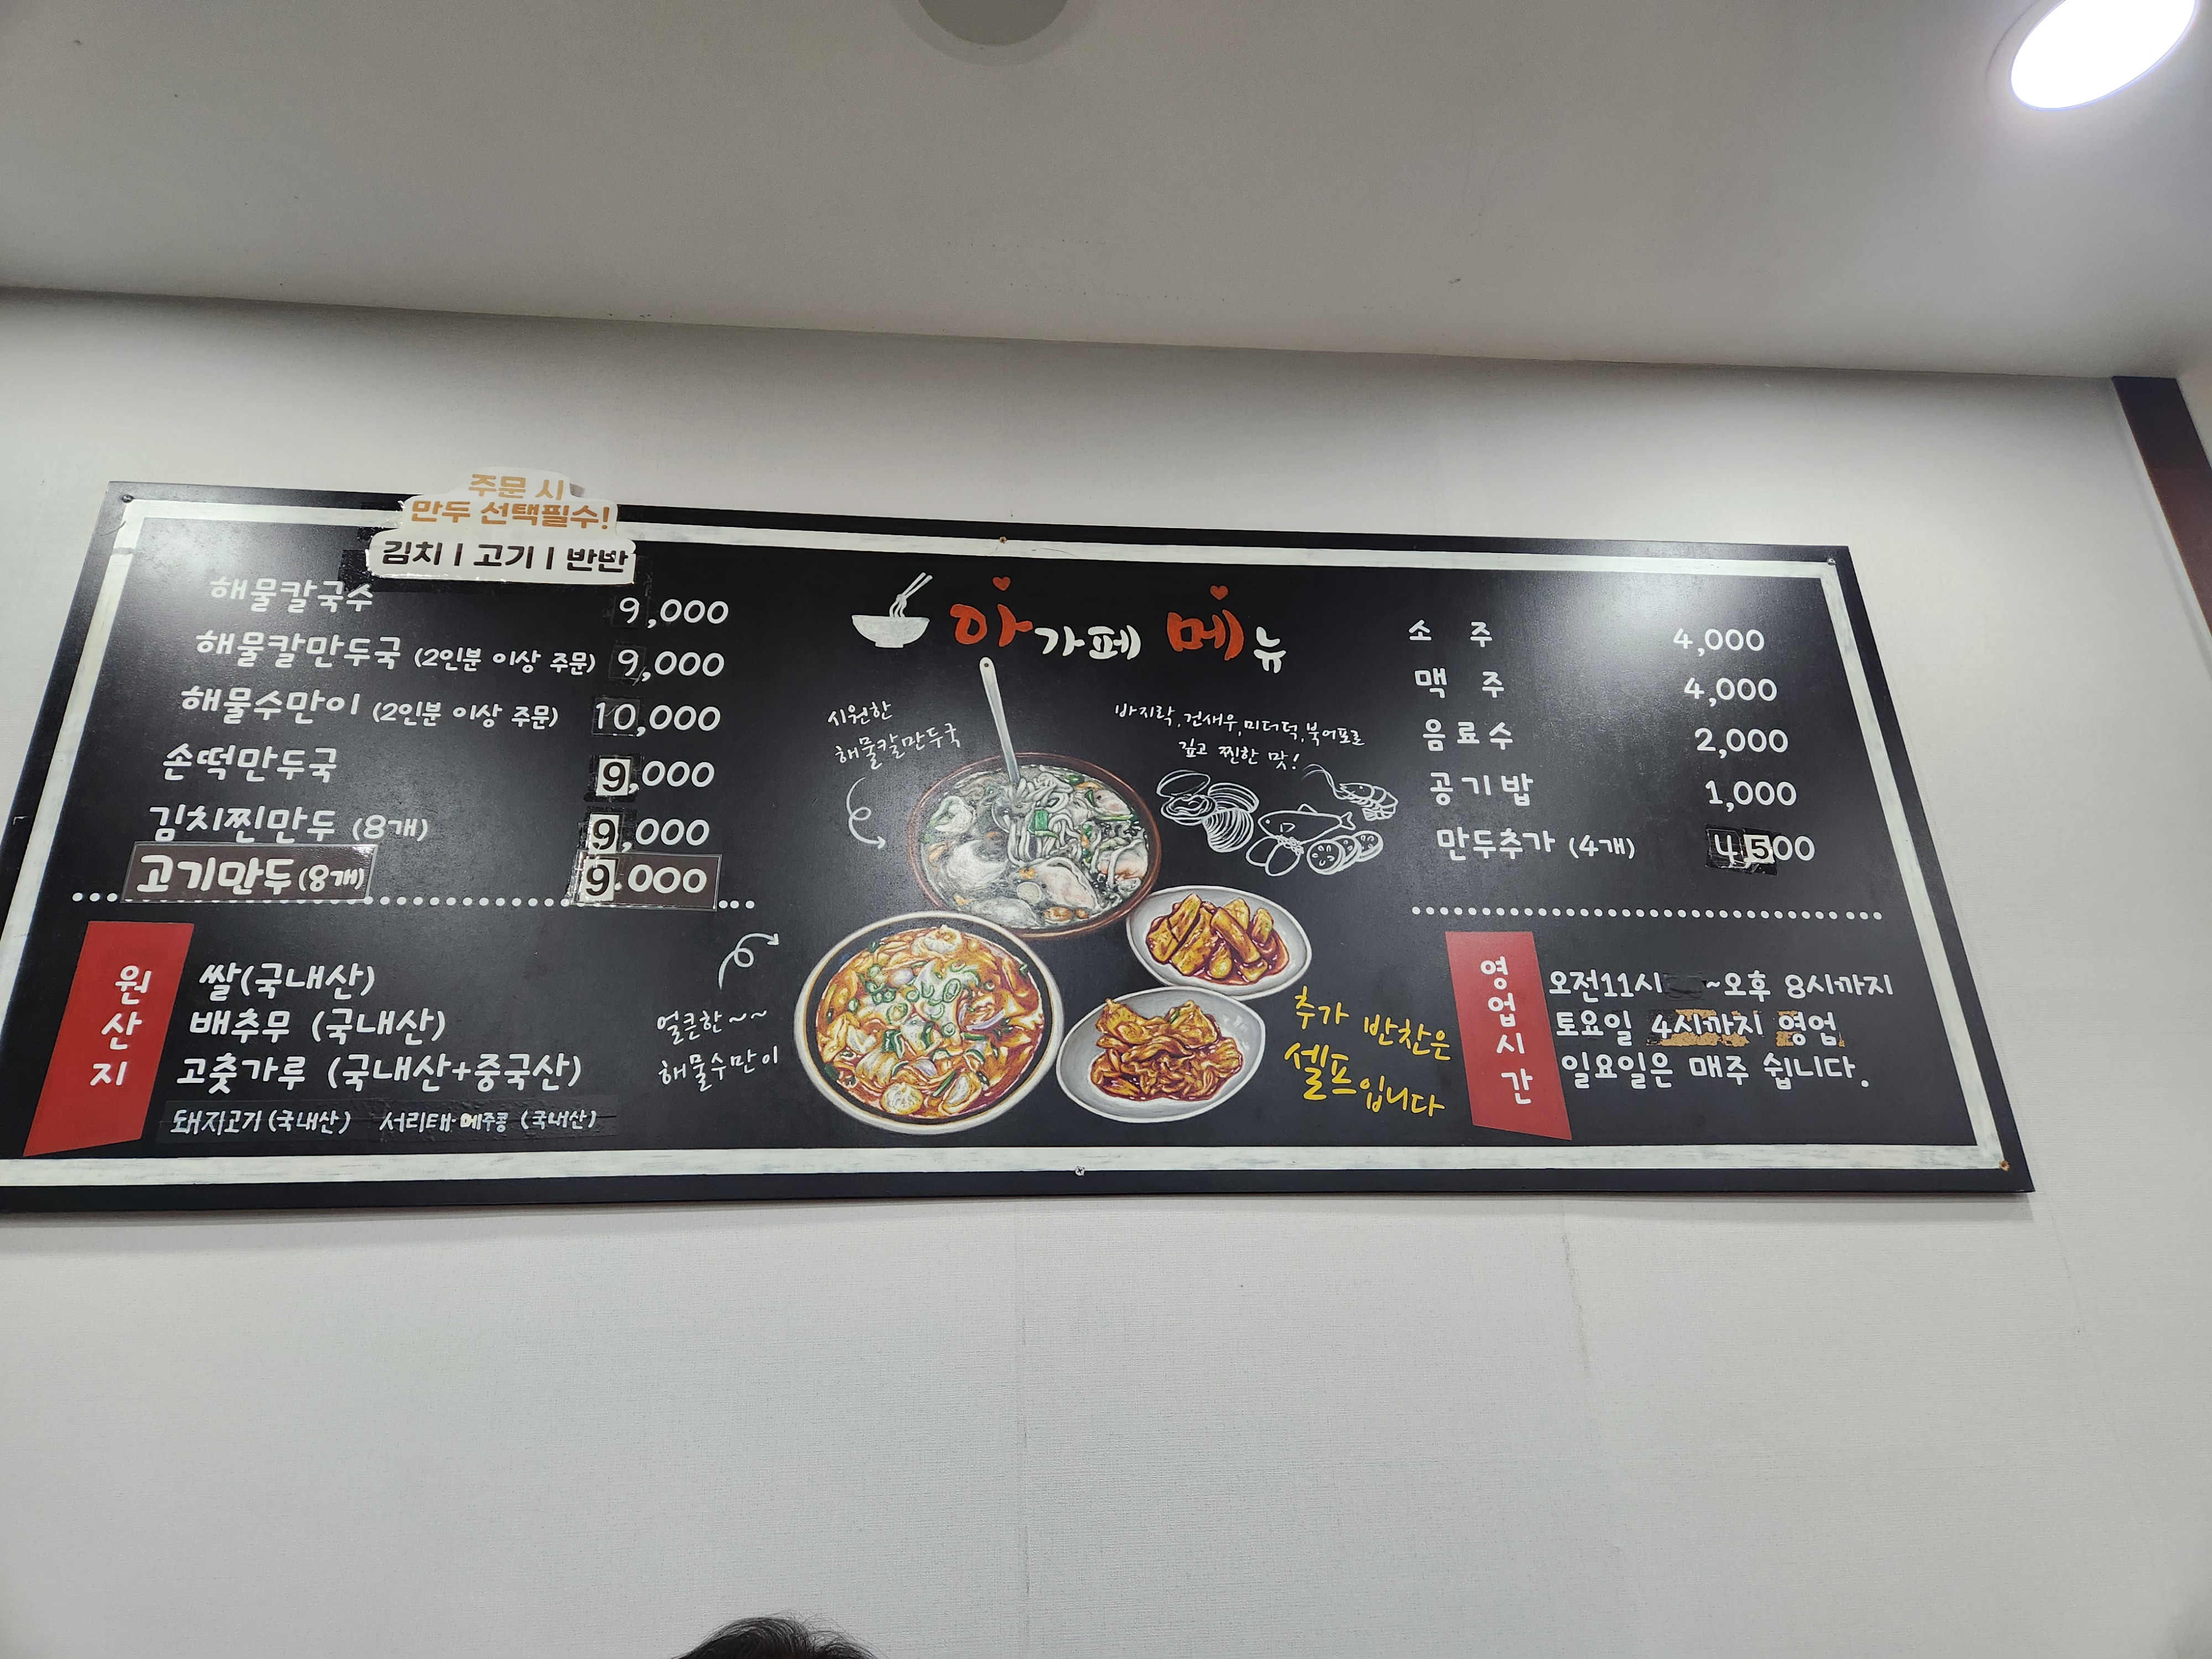 주문 시
만두 선택필수!
김치 | 고기 | 반반
해물칼국수 9,000
해물칼만두국 (2인분 이상 주문) 9,000
해물수만이 (2인분 이상 주문) 10,000
손떡만두국 9,000
김치찐만두 (8개) 9,000
고기만두(8개) 9.000
원산지
쌀(국내산)
배추무 (국내산)
고춧가루 (국내산+중국산)
돼지고기(국내산) 서리태·메주콩 (국내산)
아가페 메뉴
시원한
해물칼만두국
바지락,건새우,미더덕,북어포로
깊고 찐한 맛!
얼큰한~~
해물수만이
추가 반찬은
셀프입니다
소 주 4,000
맥 주 4,000
음료수 2,000
공기밥 1,000
만두추가 (4개) 4,500
영업시간
오전11시 ~오후 8시까지
토요일 4시까지 영업
일요일은 매주 쉽니다.